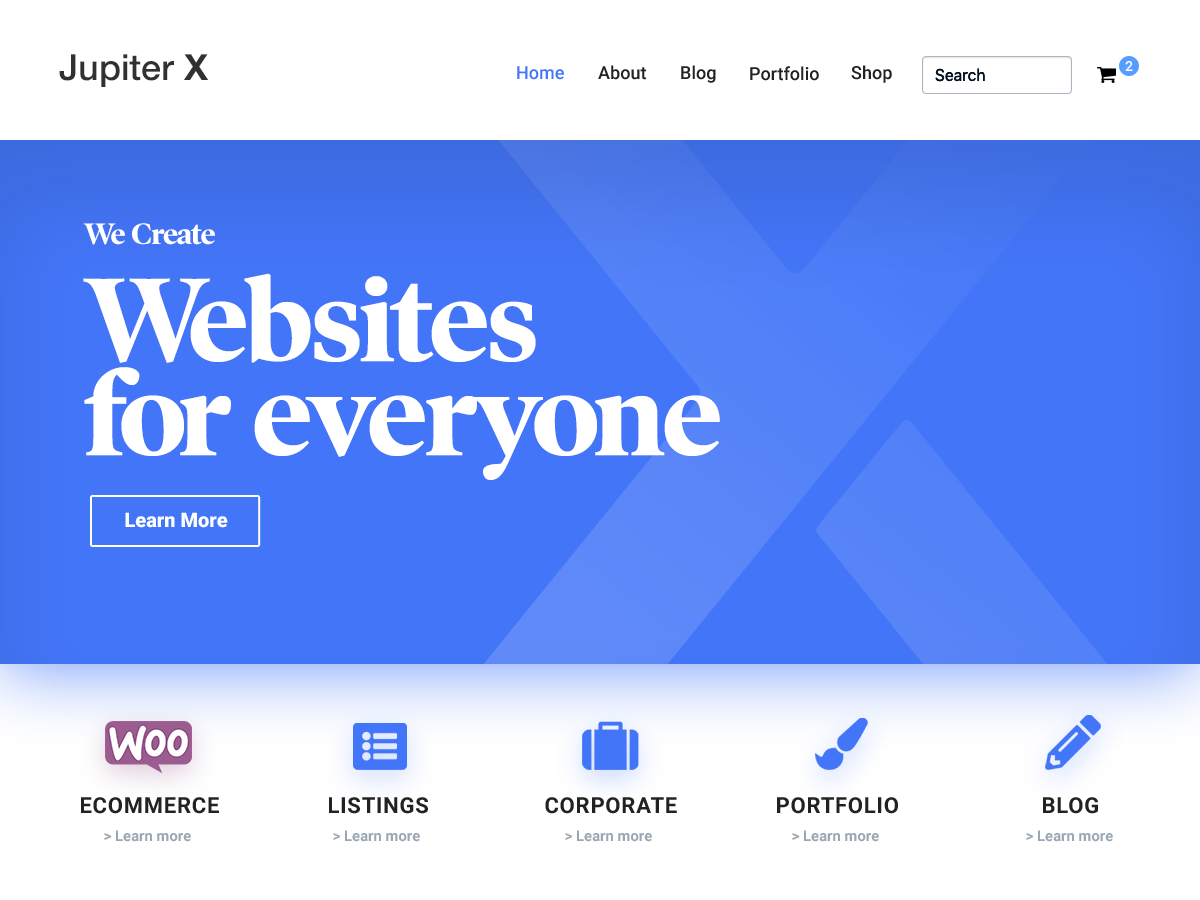 Jupiter X
Home About Blog Portfolio Shop Search 2
We Create
Websites
for everyone
Learn More
WOO
ECOMMERCE LISTINGS CORPORATE PORTFOLIO BLOG
> Learn more > Learn more > Learn more > Learn more > Learn more